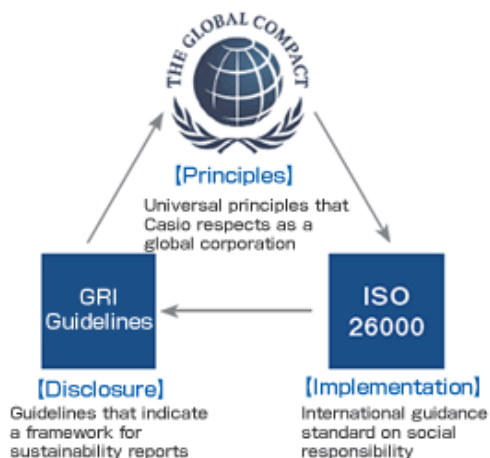 THE GLOBAL COMPACT
【Principles】
Universal principles that
Casio respects as a
global corporation
GRI
Guidelines
ISO
26000
【Disclosure】
Guidelines that indicate
a framework for
sustainability reports
【Implementation】
International guidance
standard on social
responsibility